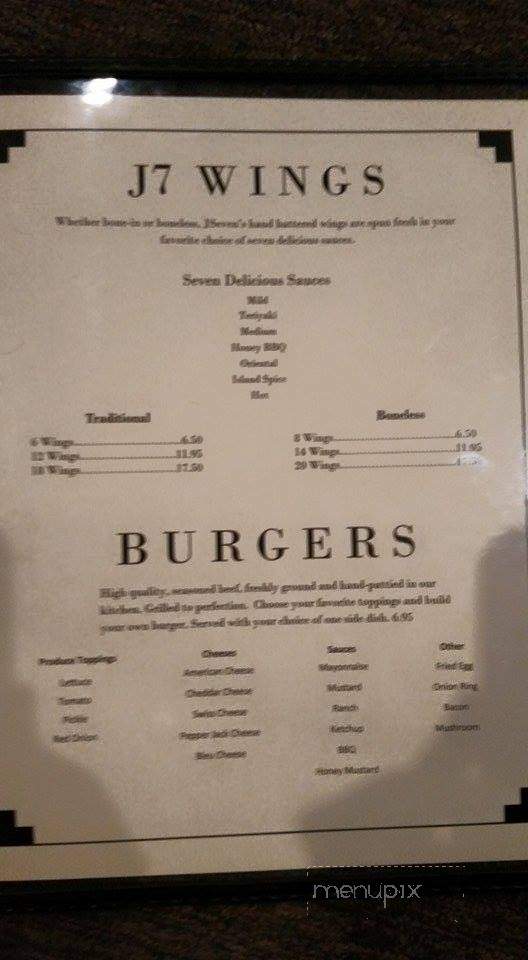 J7 WINGS
Whether bone-in or boneless, JSeven's hand battered wings are spun fresh in your
favorite choice of seven delicious sauces.
Seven Delicious Sauces
Mild
Teriyaki
Medium
Honey BBQ
Oriental
Island Spice
Hot
Traditional
6 Wings 6.50
12 Wings 11.95
18 Wings 17.50
Boneless
8 Wings 6.50
14 Wings 11.95
20 Wings
BURGERS
High quality, seasoned beef, freshly ground and hand-pattied in our
kitchen. Grilled to perfection. Choose your favorite toppings and build
your own burger. Served with your choice of one side dish. 6.95
Produce Toppings
Lettuce
Tomato
Pickle
Red Onion
Cheeses
American Cheese
Cheddar Cheese
Swiss Cheese
Pepper Jack Cheese
Bleu Cheese
Sauces
Mayonnaise
Mustard
Ranch
Ketchup
BBQ
Honey Mustard
Other
Fried Egg
Onion Ring
Bacon
Mushroom
menupix